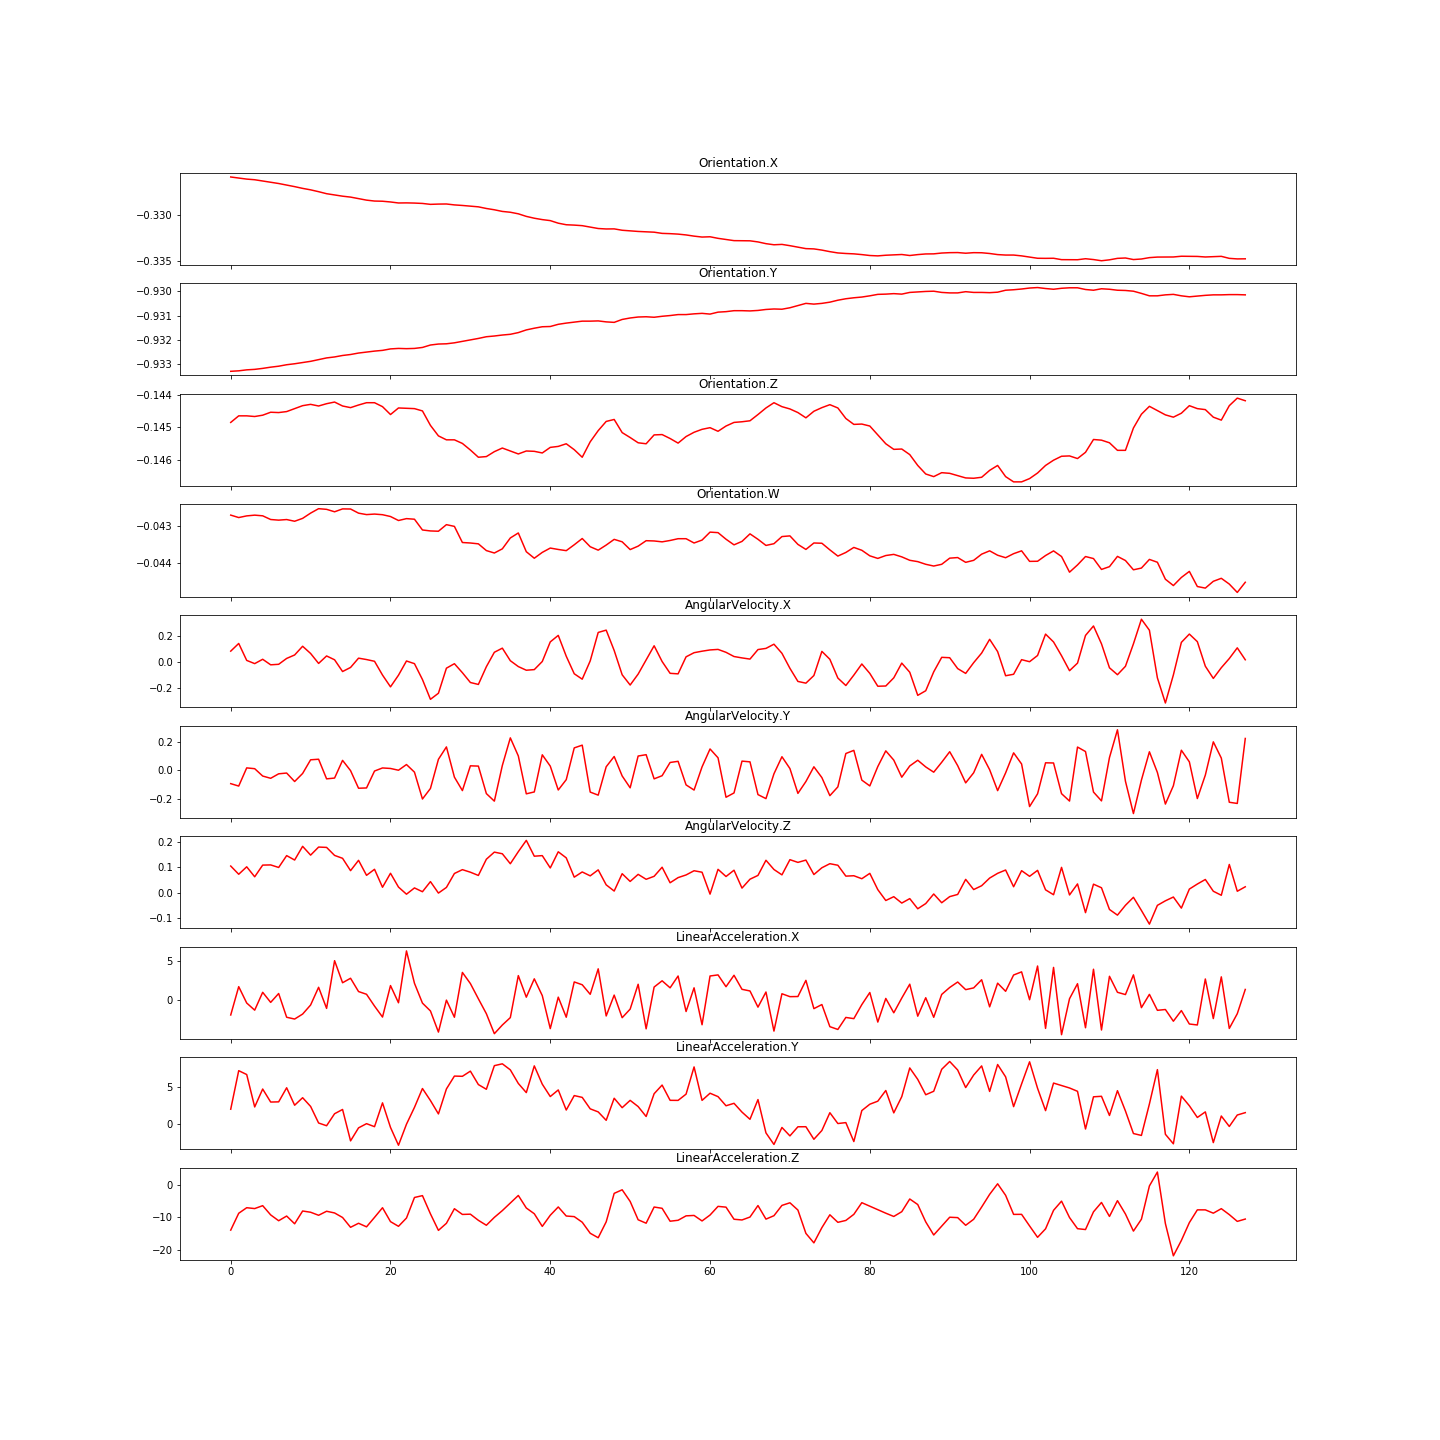 Orientation.X
−0.330
−0.335
Orientation.Y
−0.930
−0.931
−0.932
−0.933
Orientation.Z
−0.144
−0.145
−0.146
Orientation.W
−0.043
−0.044
AngularVelocity.X
0.2
0.0
−0.2
AngularVelocity.Y
0.2
0.0
−0.2
AngularVelocity.Z
0.2
0.1
0.0
−0.1
LinearAcceleration.X
5
0
LinearAcceleration.Y
5
0
LinearAcceleration.Z
0
−10
−20
0 20 40 60 80 100 120